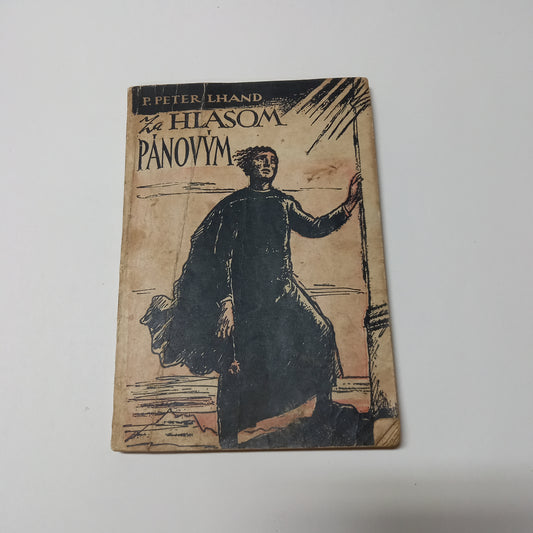 P. PETER LHAND
Za HLASOM
PÁNOVÝM